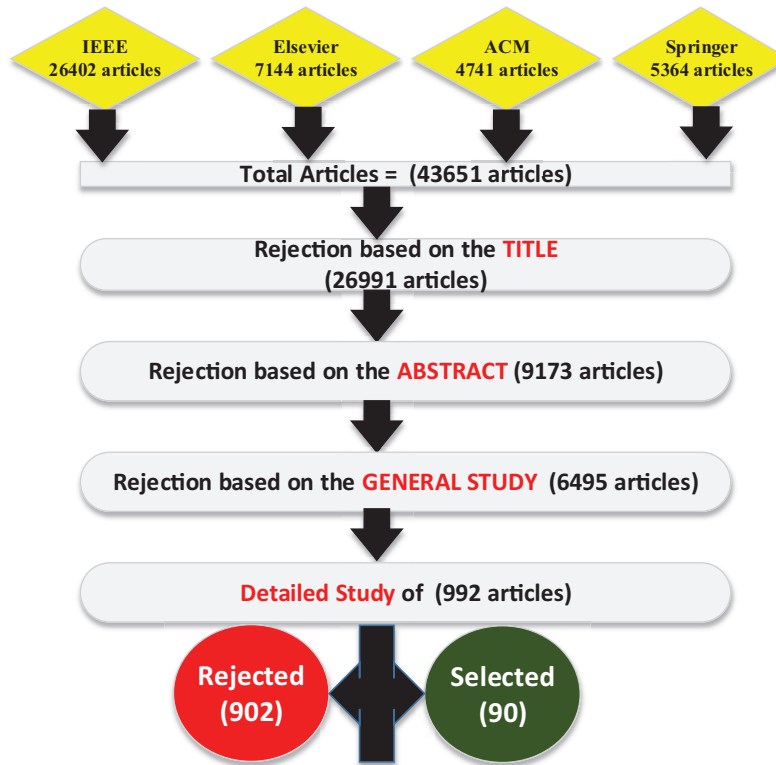 IEEE
26402 articles
Elsevier
7144 articles
ACM
4741 articles
Springer
5364 articles
Total Articles = (43651 articles)
Rejection based on the TITLE
(26991 articles)
Rejection based on the ABSTRACT (9173 articles)
Rejection based on the GENERAL STUDY (6495 articles)
Detailed Study of (992 articles)
Rejected
(902)
Selected
(90)